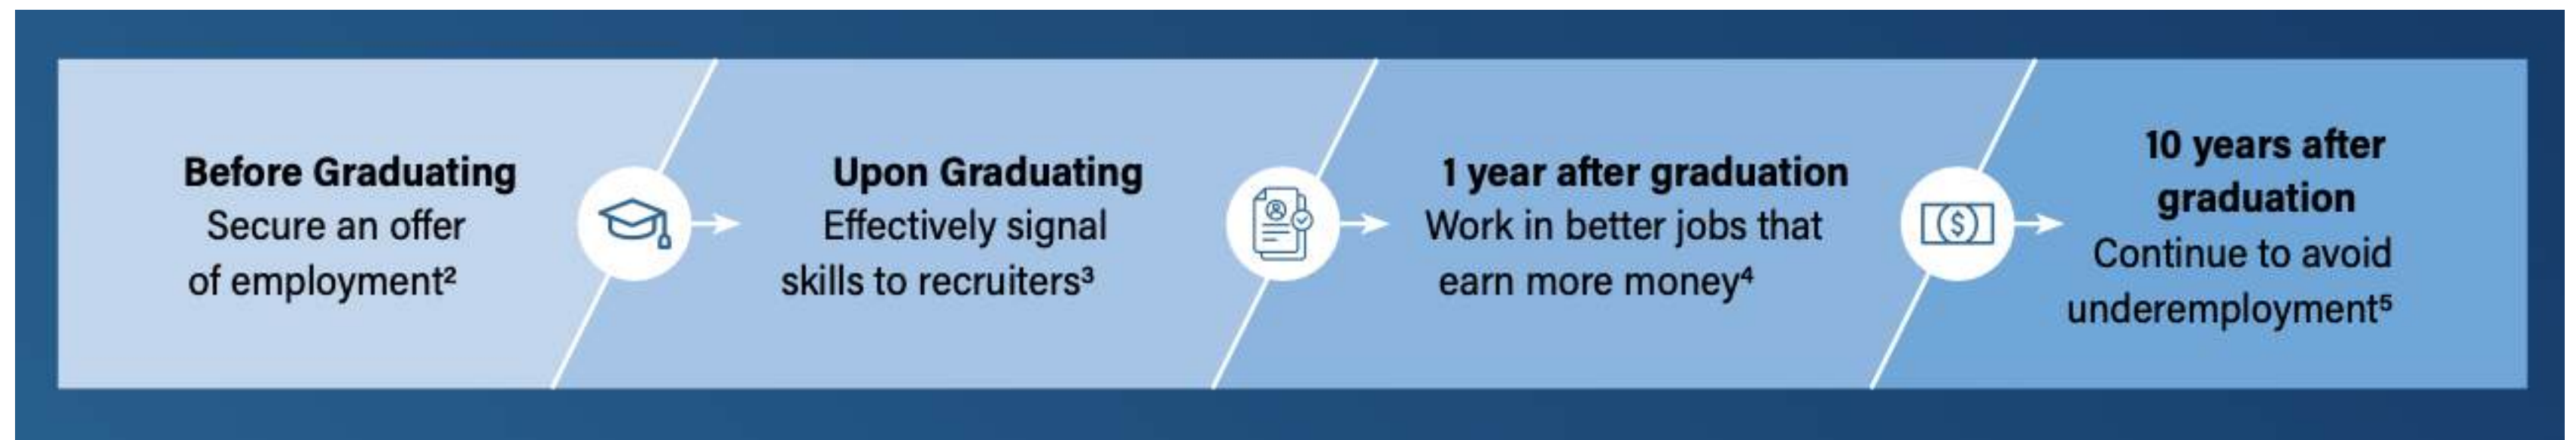 Before Graduating
Secure an offer
of employment²
Upon Graduating
Effectively signal
skills to recruiters³
1 year after graduation
Work in better jobs that
earn more money⁴
$
10 years after
graduation
Continue to avoid
underemployment⁵